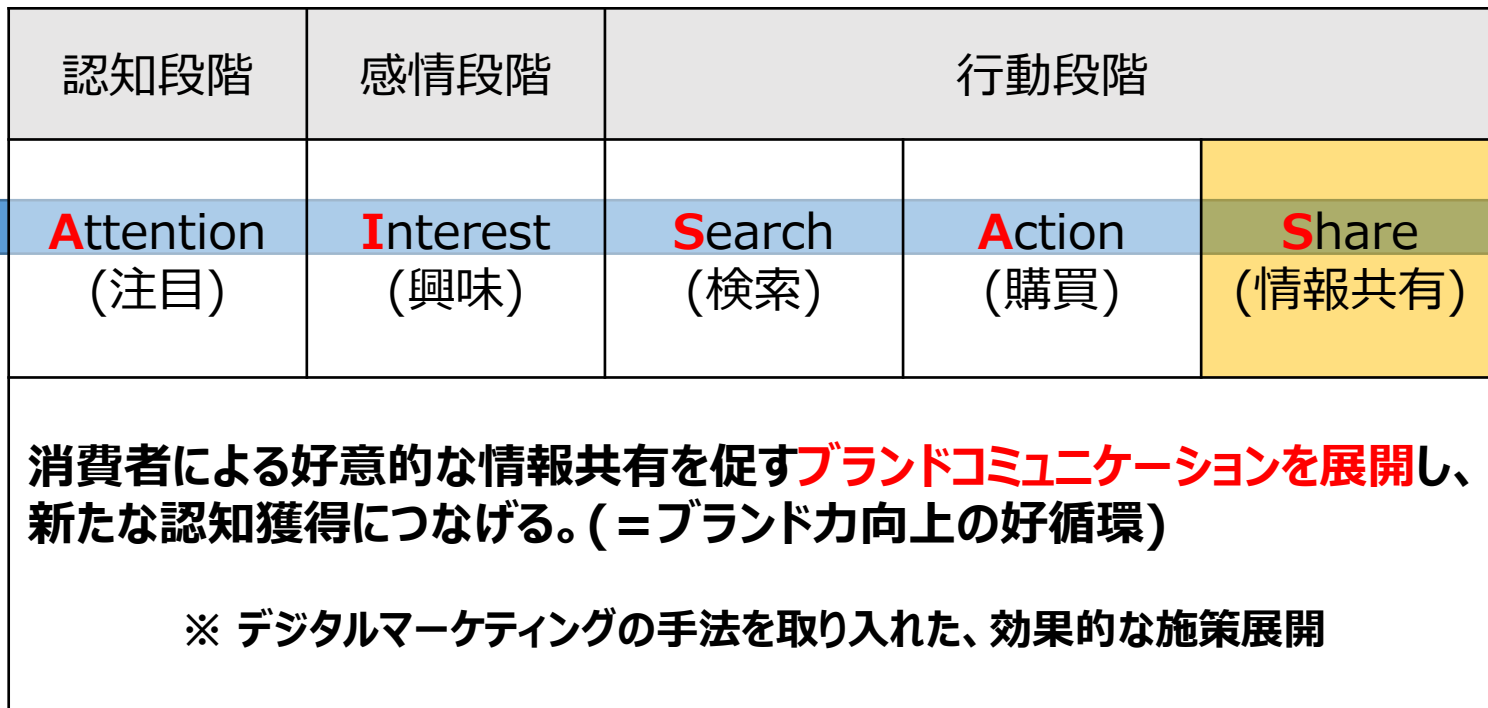 認知段階 感情段階 行動段階
Attention Interest Search Action Share
(注目) (興味) (検索) (購買) (情報共有)
消費者による好意的な情報共有を促すブランドコミュニケーションを展開し、
新たな認知獲得につなげる。(=ブランド力向上の好循環)
※ デジタルマーケティングの手法を取り入れた、効果的な施策展開